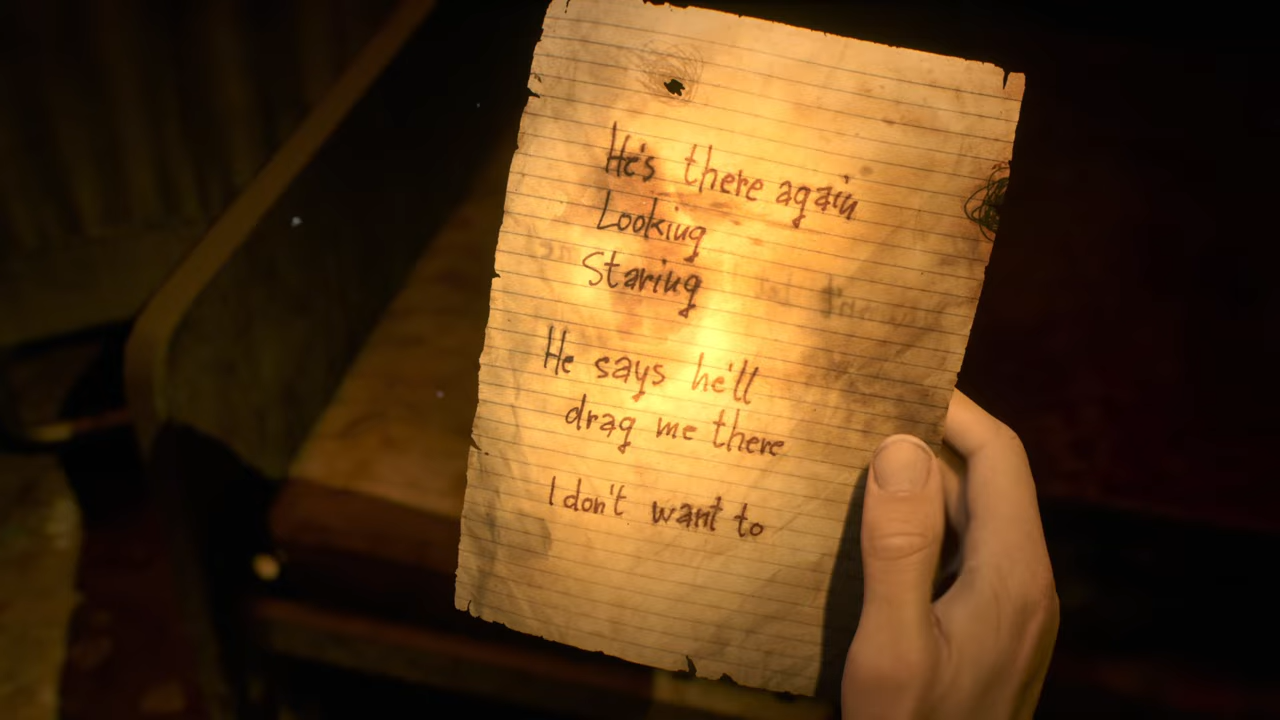 He's there again
Looking
Staring
He says he'll
drag me there
I don't want to